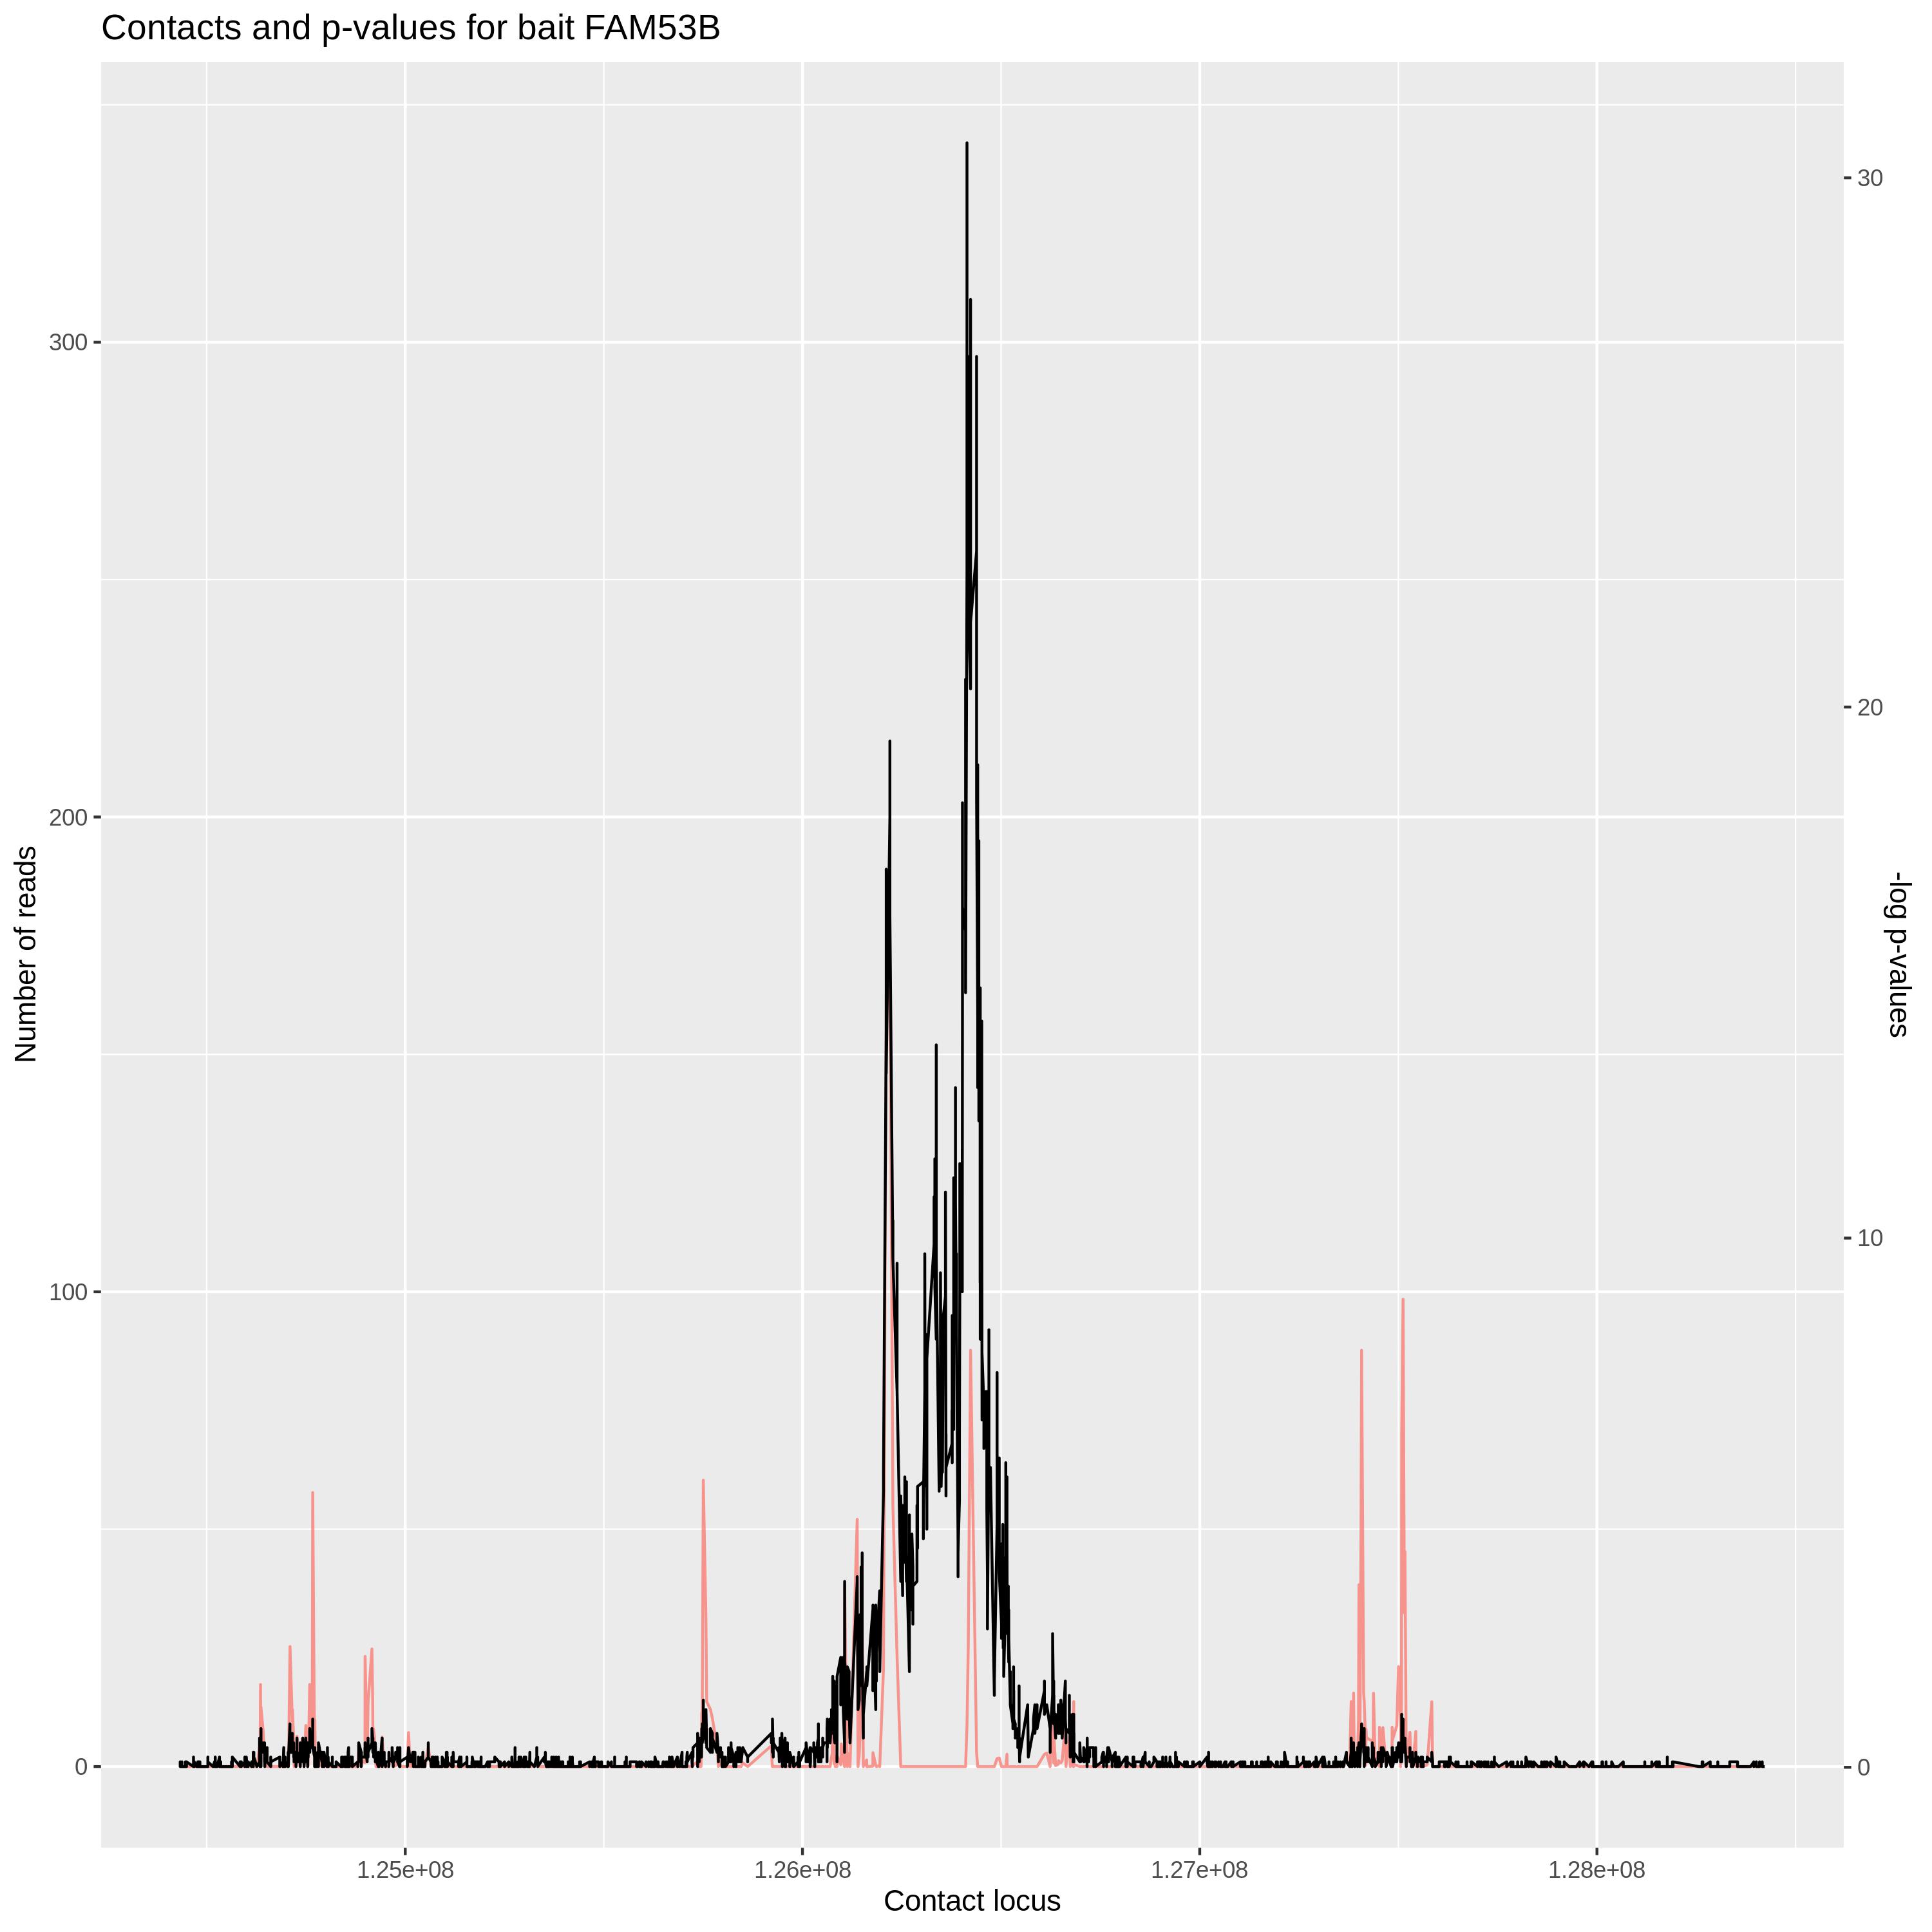 Contacts and p-values for bait FAM53B
Number of reads
300
200
100
0
30
20
10
0
-log p-values
1.25e+08
1.26e+08
1.27e+08
1.28e+08
Contact locus